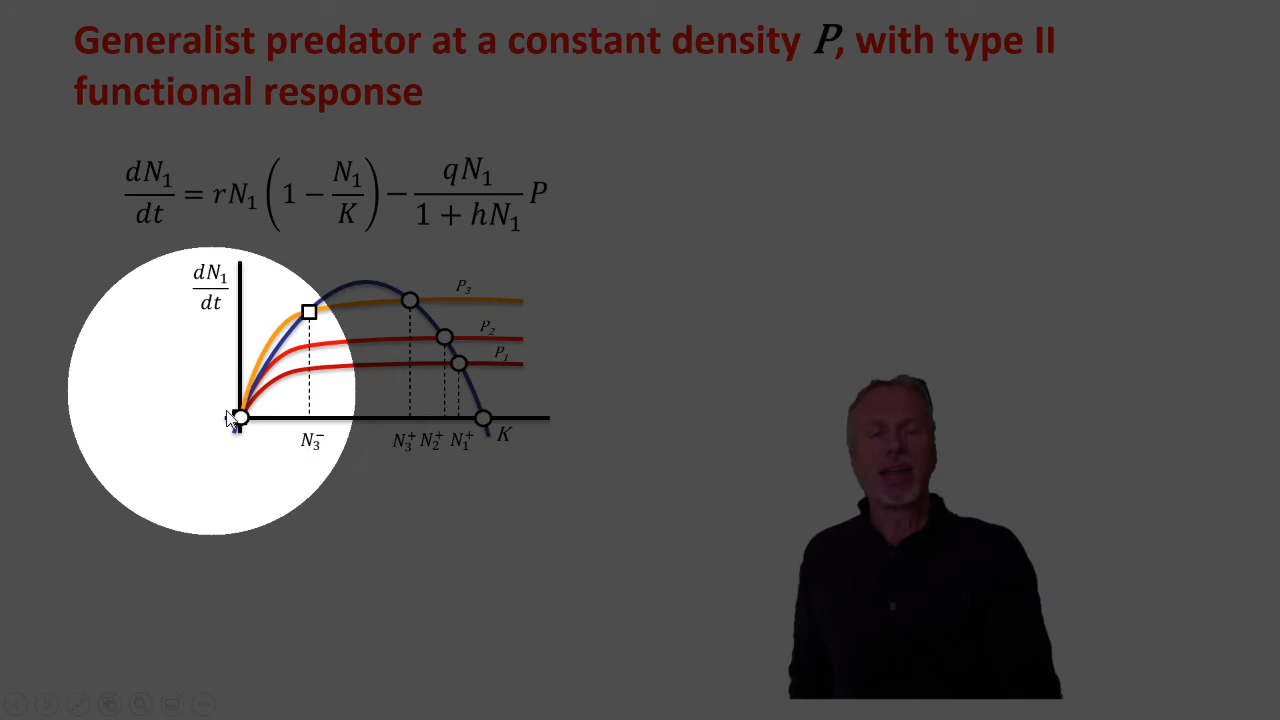 Generalist predator at a constant density P, with type II
functional response
dN₁/dt = rN₁(1 − N₁/K) − qN₁/(1 + hN₁) P
dN₁/dt
P₃
P₂
P₁
N₃⁻ N₃⁺ N₂⁺ N₁⁺ K